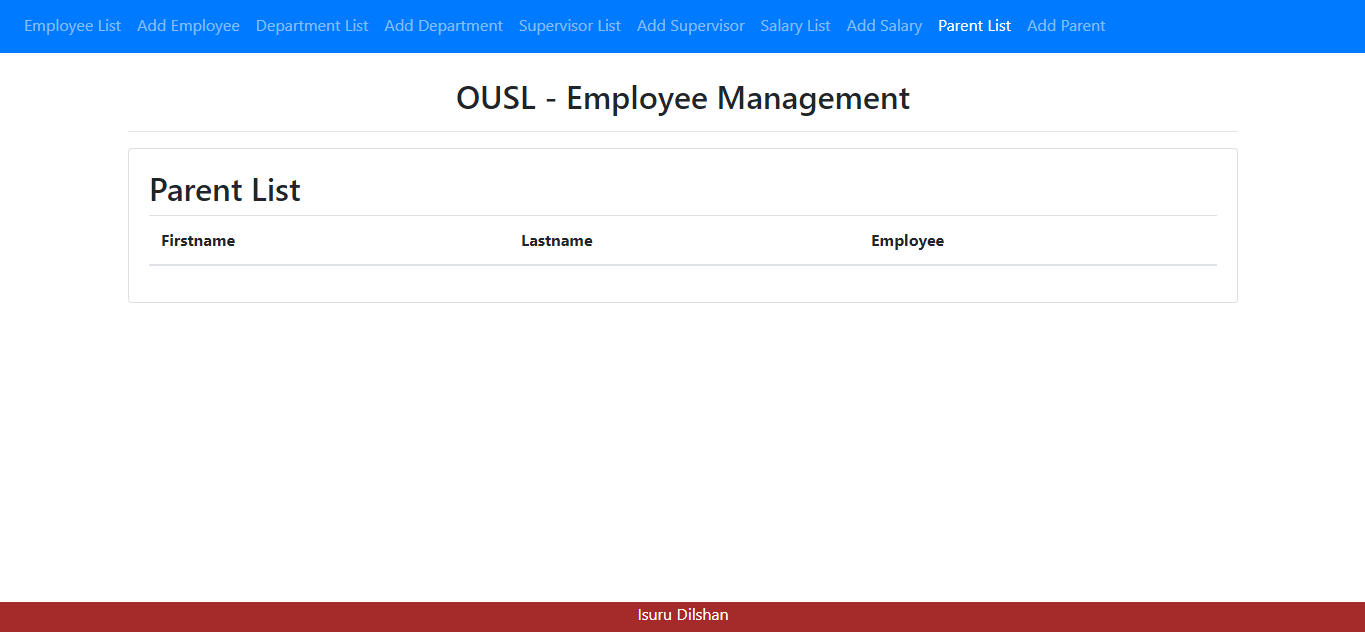 Employee List Add Employee Department List Add Department Supervisor List Add Supervisor Salary List Add Salary Parent List Add Parent
OUSL - Employee Management
Parent List
Firstname Lastname Employee
Isuru Dilshan